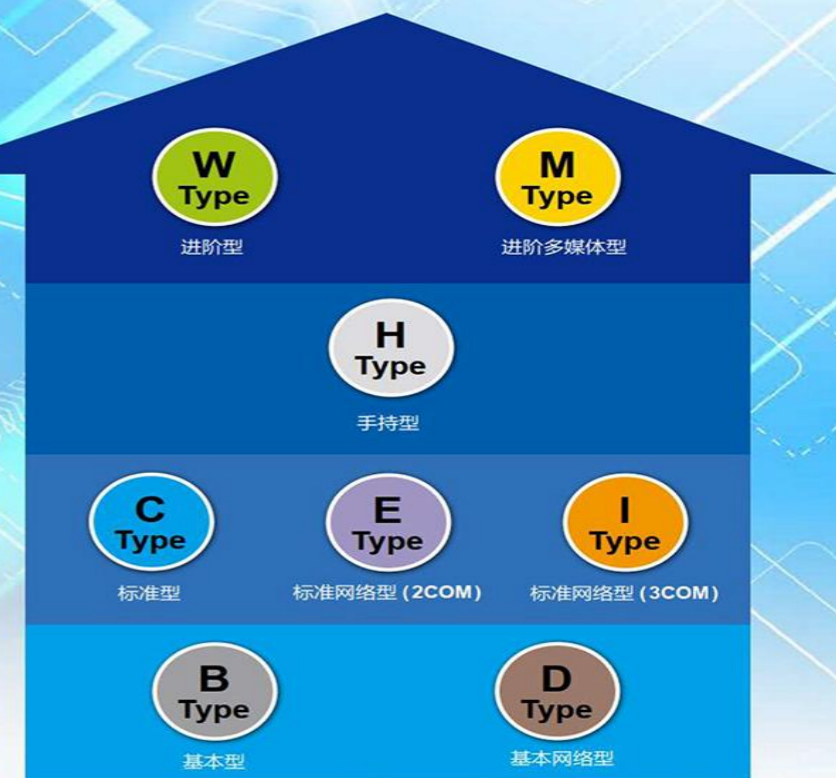 W
Type
进阶型
M
Type
进阶多媒体型
H
Type
手持型
C
Type
标准型
E
Type
标准网络型 (2COM)
I
Type
标准网络型 (3COM)
B
Type
基本型
D
Type
基本网络型